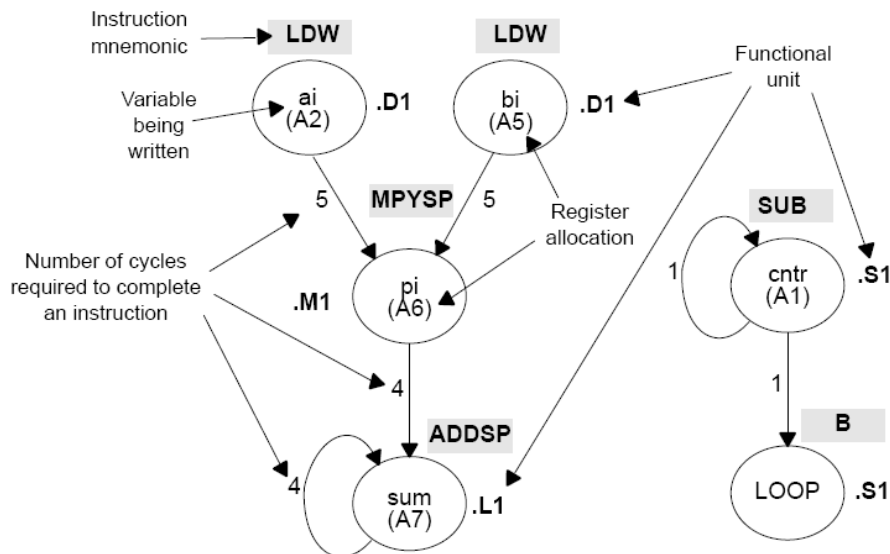 Instruction
mnemonic
LDW
LDW
Functional
unit
Variable
being
written
ai
(A2)
.D1
bi
(A5)
.D1
5
MPYSP
5
Register
allocation
SUB
Number of cycles
required to complete
an instruction
.M1
pi
(A6)
1
cntr
(A1)
.S1
4
1
ADDSP
B
4
sum
(A7)
.L1
LOOP
.S1